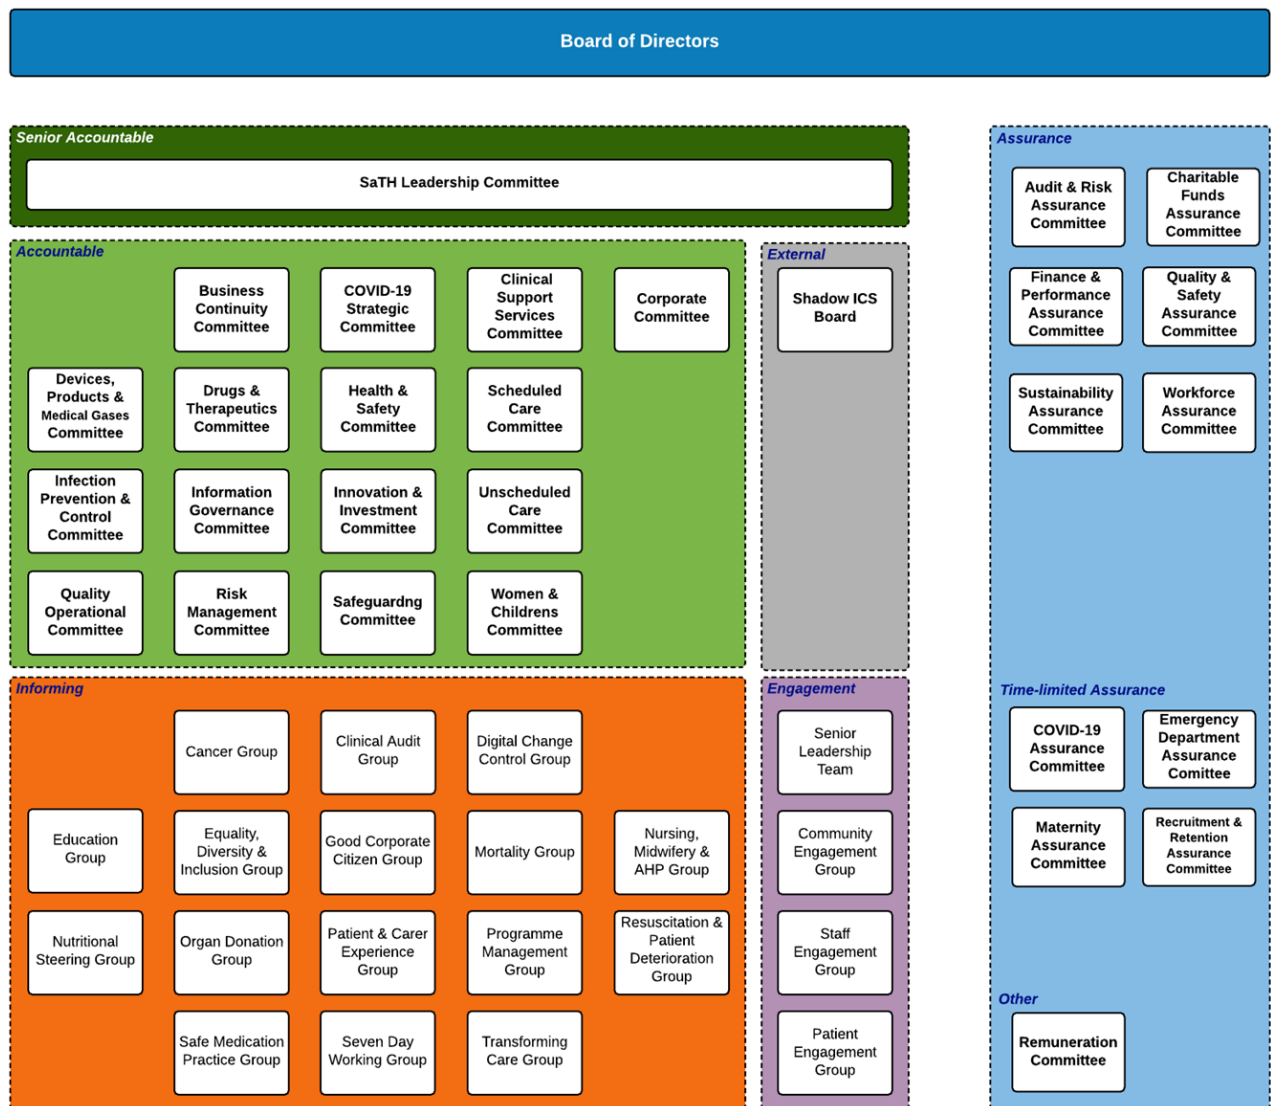 Board of Directors
Senior Accountable
SaTH Leadership Committee
Accountable
Business
Continuity
Committee
COVID-19
Strategic
Committee
Clinical
Support
Services
Committee
Corporate
Committee
Devices,
Products &
Medical Gases
Committee
Drugs &
Therapeutics
Committee
Health &
Safety
Committee
Scheduled
Care
Committee
Infection
Prevention &
Control
Committee
Information
Governance
Committee
Innovation &
Investment
Committee
Unscheduled
Care
Committee
Quality
Operational
Committee
Risk
Management
Committee
Safeguardng
Committee
Women &
Childrens
Committee
External
Shadow ICS
Board
Informing
Cancer Group
Clinical Audit
Group
Digital Change
Control Group
Education
Group
Equality,
Diversity &
Inclusion Group
Good Corporate
Citizen Group
Mortality Group
Nursing,
Midwifery &
AHP Group
Nutritional
Steering Group
Organ Donation
Group
Patient & Carer
Experience
Group
Programme
Management
Group
Resuscitation &
Patient
Deterioration
Group
Safe Medication
Practice Group
Seven Day
Working Group
Transforming
Care Group
Engagement
Senior
Leadership
Team
Community
Engagement
Group
Staff
Engagement
Group
Patient
Engagement
Group
Assurance
Audit & Risk
Assurance
Committee
Charitable
Funds
Assurance
Committee
Finance &
Performance
Assurance
Committee
Quality &
Safety
Assurance
Committee
Sustainability
Assurance
Committee
Workforce
Assurance
Committee
Time-limited Assurance
COVID-19
Assurance
Committee
Emergency
Department
Assurance
Comittee
Maternity
Assurance
Committee
Recruitment &
Retention
Assurance
Committee
Other
Remuneration
Committee